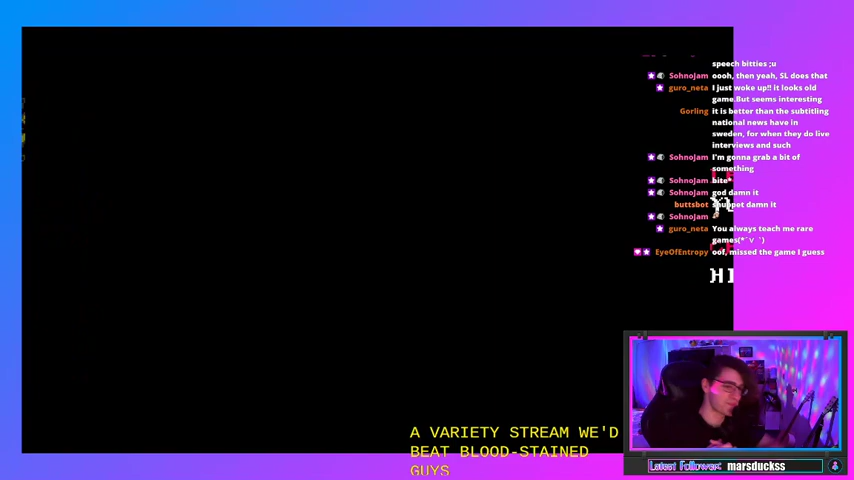 speech bitties ;u
SohnoJam oooh, then yeah, SL does that
guro_neta I just woke up!! it looks old
game.But seems interesting
Gorling it is better than the subtitling
national news have in
sweden, for when they do live
interviews and such
SohnoJam I'm gonna grab a bit of
something
SohnoJam bite*
SohnoJam god damn it
buttsbot snuppet damn it
SohnoJam
guro_neta You always teach me rare
games(*´∨｀*)
EyeOfEntropy oof, missed the game I guess
HI
A VARIETY STREAM WE'D
BEAT BLOOD-STAINED
GUYS
Latest Follower: marsduckss